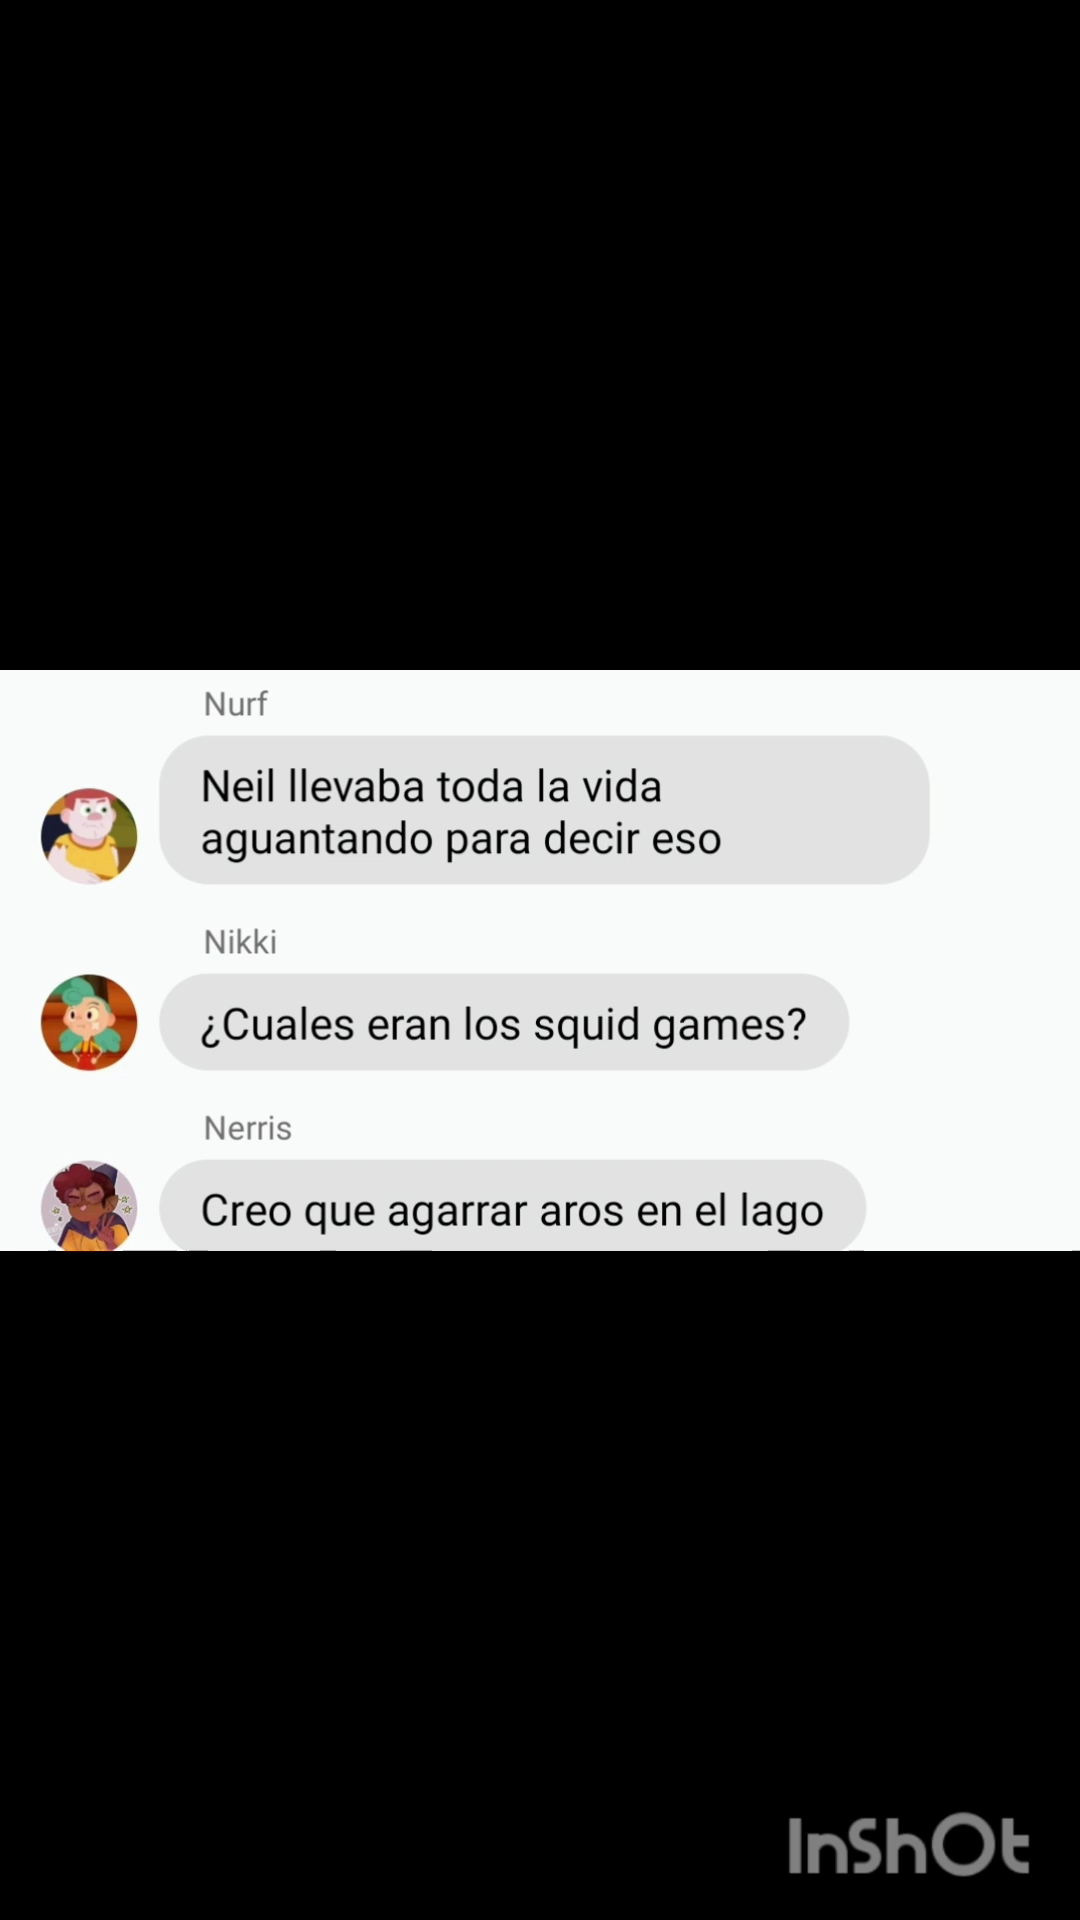 Nurf
Neil llevaba toda la vida
aguantando para decir eso
Nikki
¿Cuales eran los squid games?
Nerris
Creo que agarrar aros en el lago
InShOt